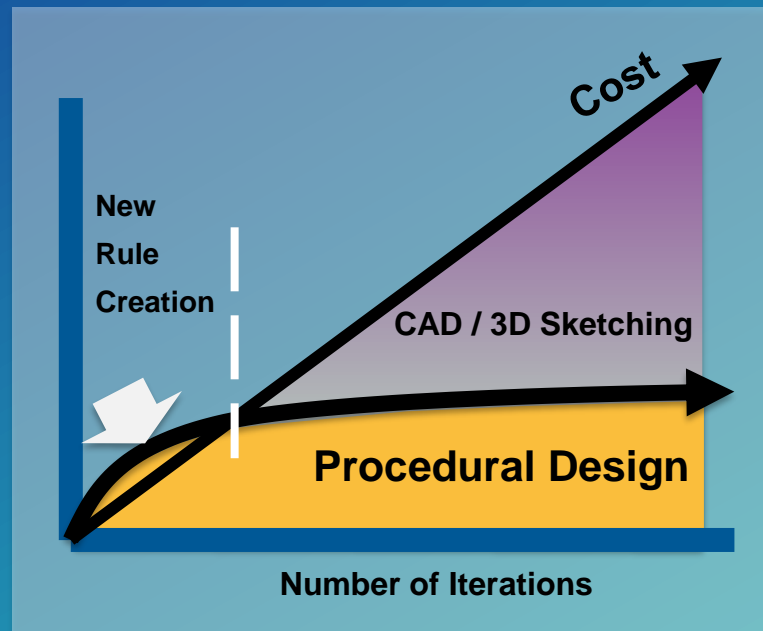 Cost
New
Rule
Creation
CAD / 3D Sketching
Procedural Design
Number of Iterations